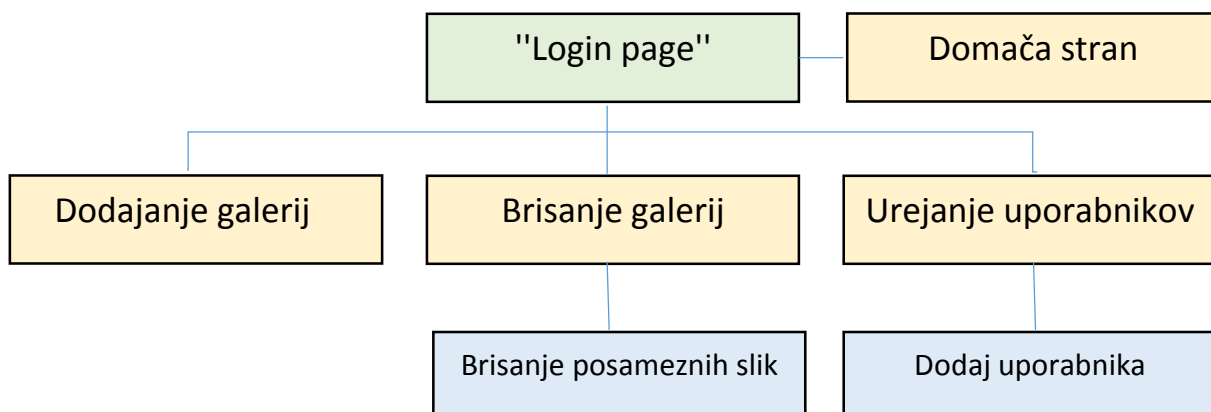 "Login page"
Domača stran
Dodajanje galerij
Brisanje galerij
Urejanje uporabnikov
Brisanje posameznih slik
Dodaj uporabnika